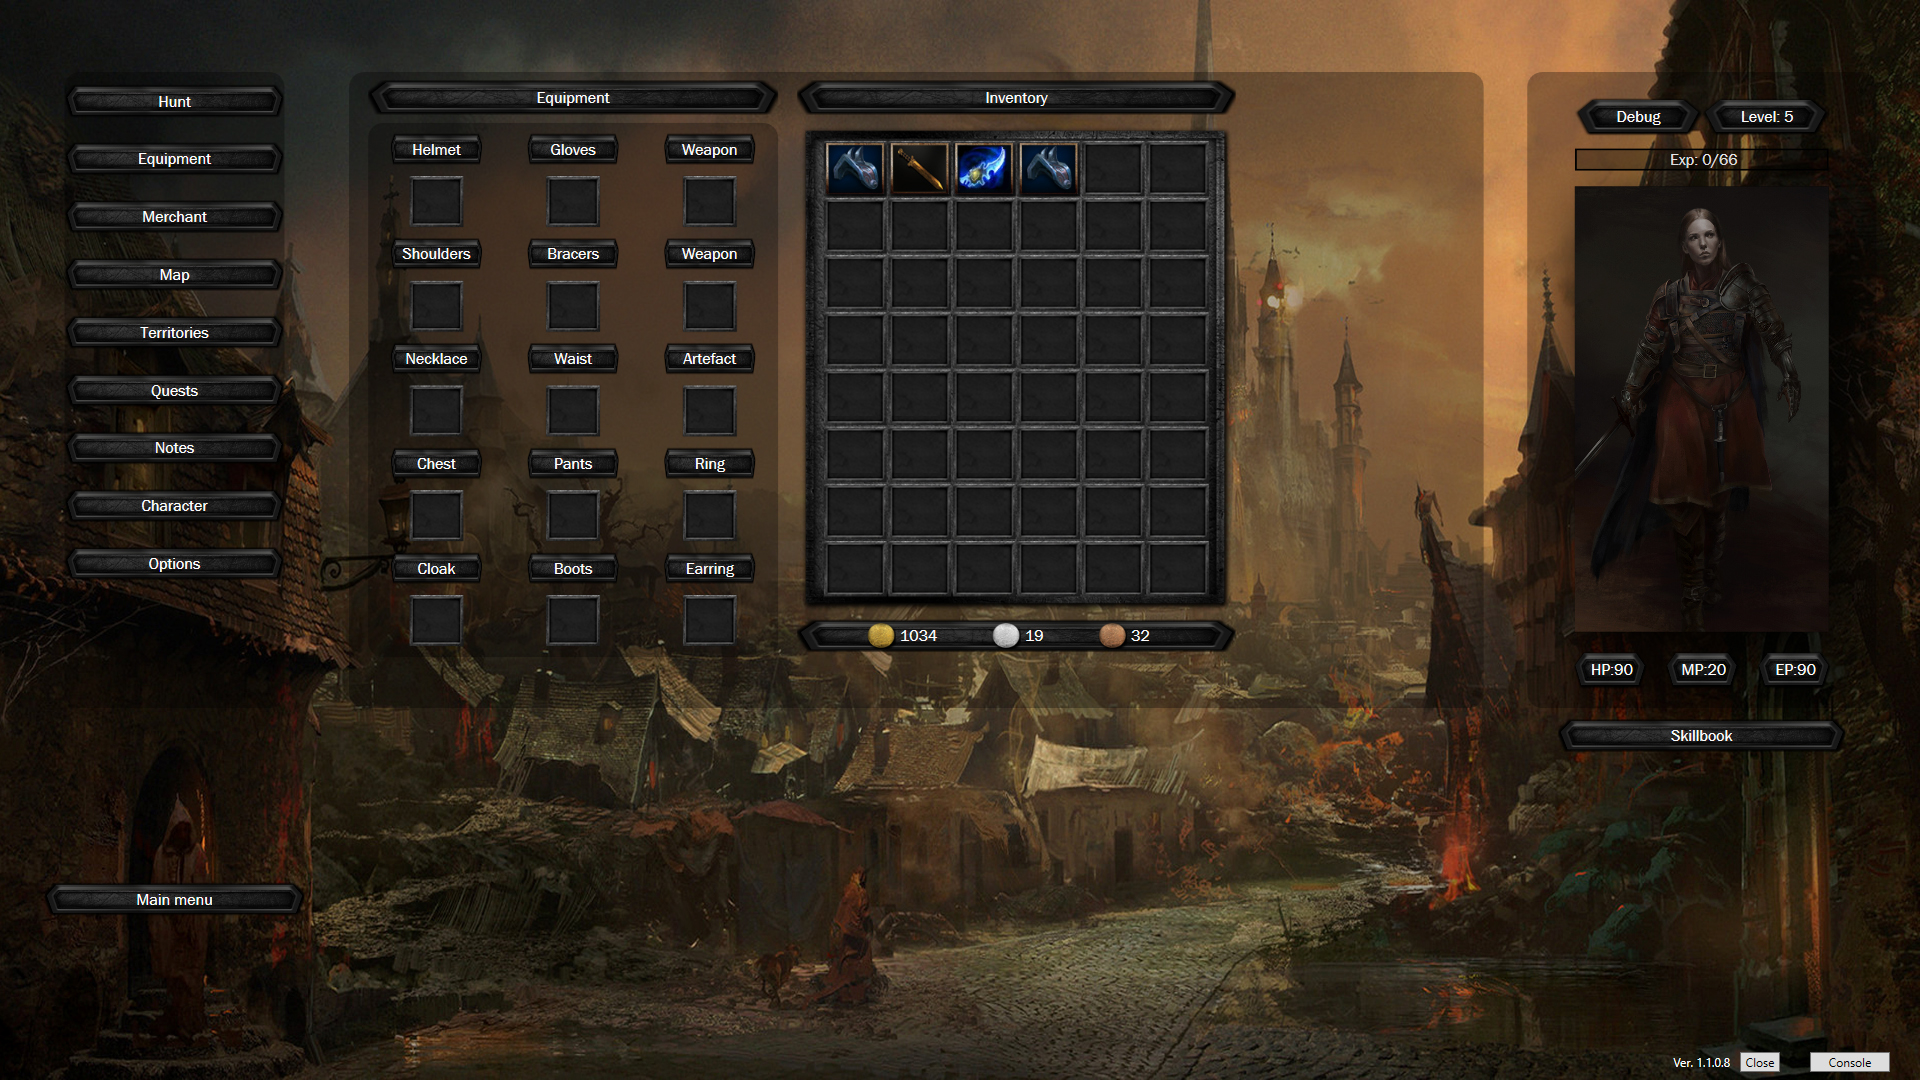 Hunt
Equipment
Merchant
Map
Territories
Quests
Notes
Character
Options
Main menu
Equipment
Helmet Gloves Weapon
Shoulders Bracers Weapon
Necklace Waist Artefact
Chest Pants Ring
Cloak Boots Earring
Inventory
1034 19 32
Debug Level: 5
Exp: 0/66
HP:90 MP:20 EP:90
Skillbook
Ver. 1.1.0.8 Close Console